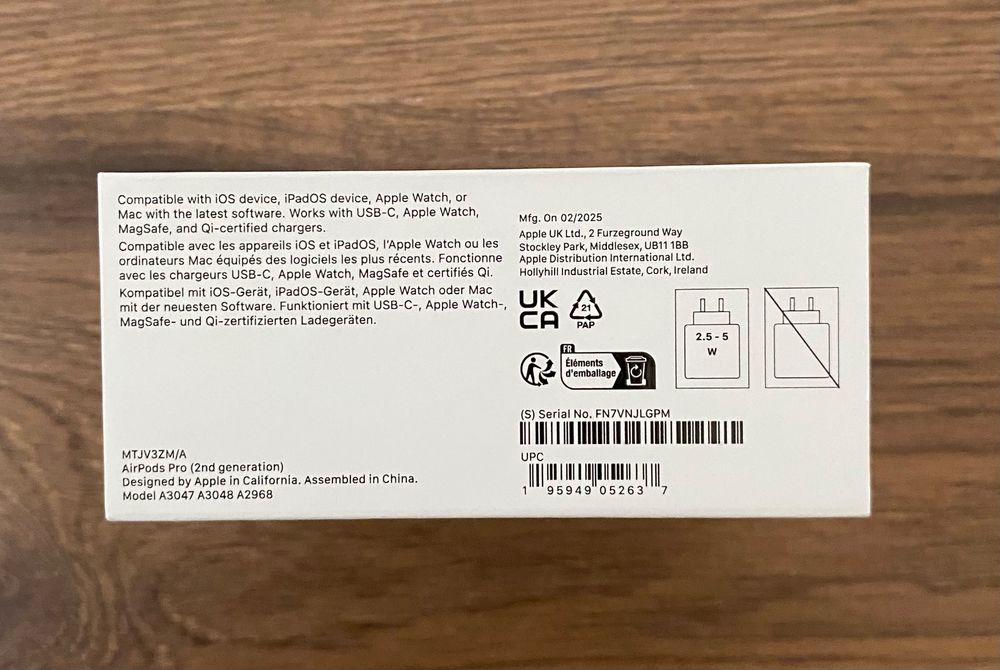 Compatible with iOS device, iPadOS device, Apple Watch, or
Mac with the latest software. Works with USB-C, Apple Watch,
MagSafe, and Qi-certified chargers.
Compatible avec les appareils iOS et iPadOS, l'Apple Watch ou les
ordinateurs Mac équipés des logiciels les plus récents. Fonctionne
avec les chargeurs USB-C, Apple Watch, MagSafe et certifiés Qi.
Kompatibel mit iOS-Gerät, iPadOS-Gerät, Apple Watch oder Mac
mit der neuesten Software. Funktioniert mit USB-C-, Apple Watch-,
MagSafe- und Qi-zertifizierten Ladegeräten.
MTJV3ZM/A
AirPods Pro (2nd generation)
Designed by Apple in California. Assembled in China.
Model A3047 A3048 A2968
Mfg. On 02/2025
Apple UK Ltd., 2 Furzeground Way
Stockley Park, Middlesex, UB11 1BB
Apple Distribution International Ltd.
Hollyhill Industrial Estate, Cork, Ireland
UK
CA
21
PAP
FR
Éléments
d'emballage
2.5 - 5
W
(S) Serial No. FN7VNJLGPM
UPC
1 95949 05263 7